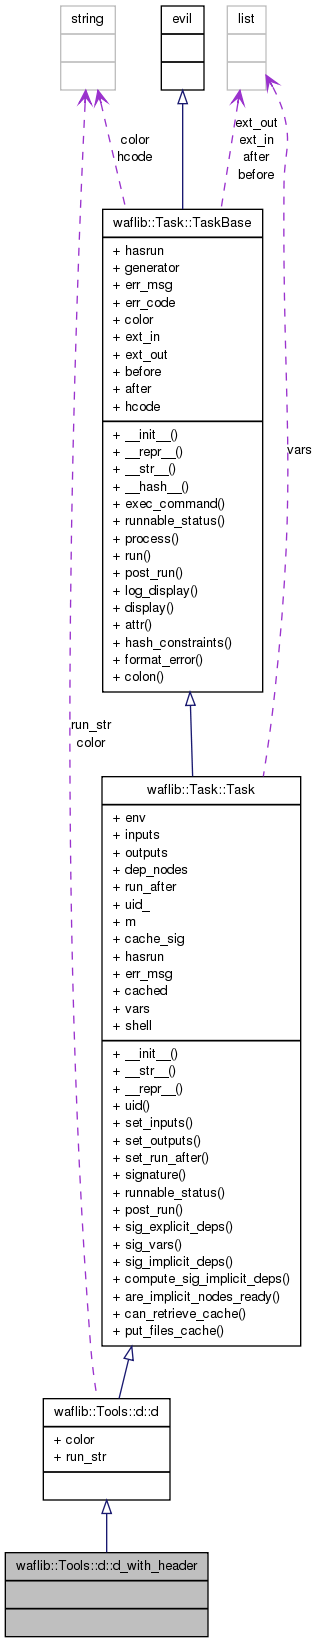 string
evil
list
color
hcode
ext_out
ext_in
after
before
waflib::Task::TaskBase
+ hasrun
+ generator
+ err_msg
+ err_code
+ color
+ ext_in
+ ext_out
+ before
+ after
+ hcode
+ __init__()
+ __repr__()
+ __str__()
+ __hash__()
+ exec_command()
+ runnable_status()
+ process()
+ run()
+ post_run()
+ log_display()
+ display()
+ attr()
+ hash_constraints()
+ format_error()
+ colon()
vars
run_str
color
waflib::Task::Task
+ env
+ inputs
+ outputs
+ dep_nodes
+ run_after
+ uid_
+ m
+ cache_sig
+ hasrun
+ err_msg
+ cached
+ vars
+ shell
+ __init__()
+ __str__()
+ __repr__()
+ uid()
+ set_inputs()
+ set_outputs()
+ set_run_after()
+ signature()
+ runnable_status()
+ post_run()
+ sig_explicit_deps()
+ sig_vars()
+ sig_implicit_deps()
+ compute_sig_implicit_deps()
+ are_implicit_nodes_ready()
+ can_retrieve_cache()
+ put_files_cache()
waflib::Tools::d::d
+ color
+ run_str
waflib::Tools::d::d_with_header